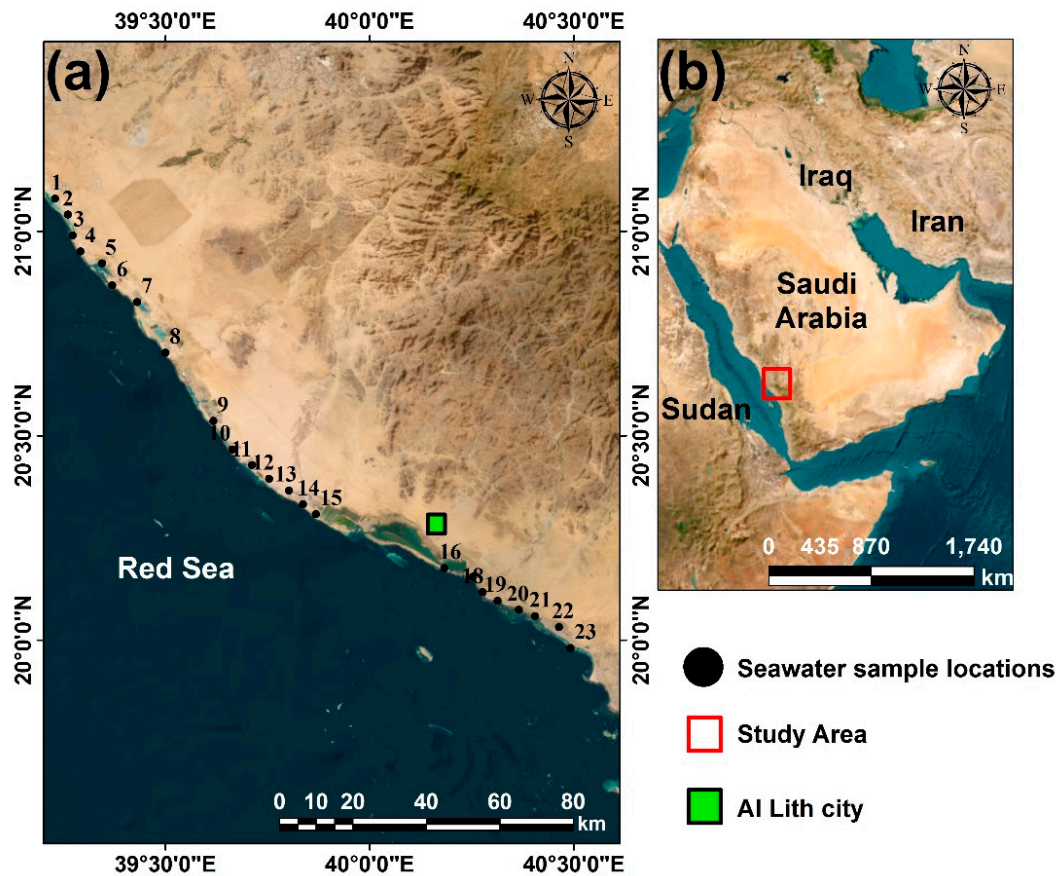 39°30'0"E 40°0'0"E 40°30'0"E
(a)
N
W E
S
(b)
N
W E
S
21°0'0"N
20°30'0"N
20°0'0"N
1
2
3
4
5
6
7
8
9
10
11
12
13
14
15
16
18
19
20
21
22
23
Red Sea
0 10 20 40 60 80
km
39°30'0"E 40°0'0"E 40°30'0"E
Iraq
Iran
Saudi
Arabia
Sudan
0 435 870 1,740
km
21°0'0"N
20°30'0"N
20°0'0"N
Seawater sample locations
Study Area
Al Lith city